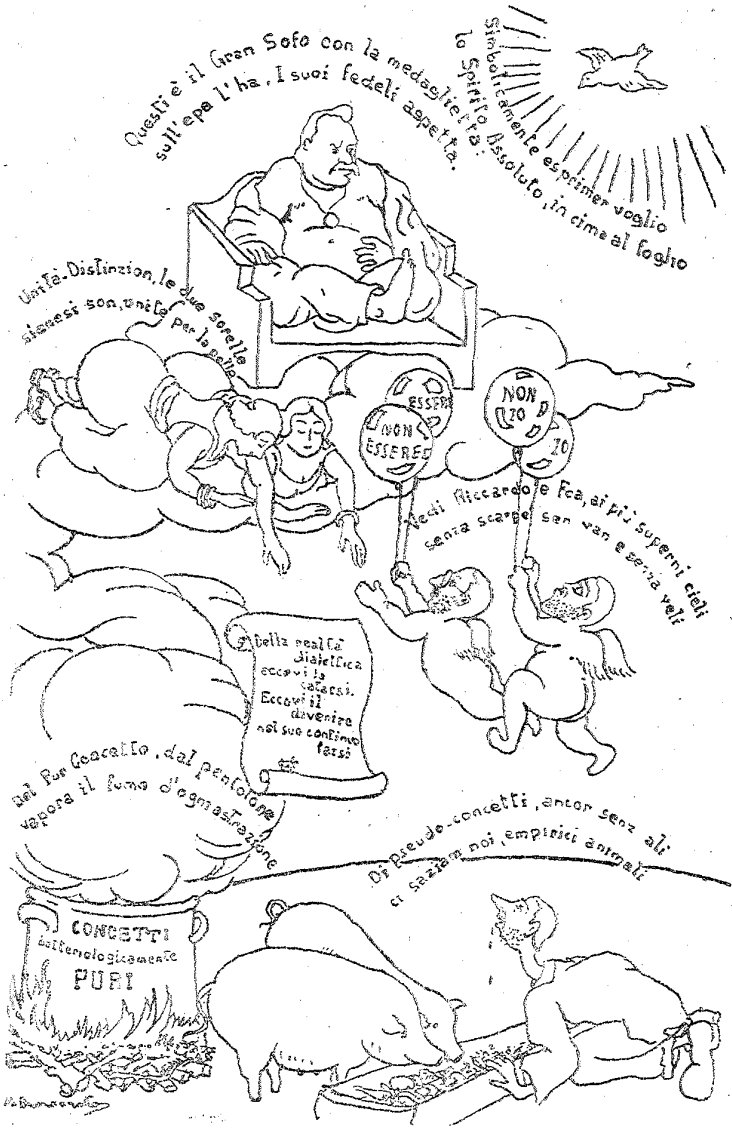 Questi è il Gran Sofo con la medaglietta:
sull'epa l'ha. I suoi fedeli aspetta.
Simbolicamente esprimer voglio
lo Spirito Assoluto, in cima al foglio
Unità-Distinzion, le due sorelle
siamesi son, unite per la pelle
ESSERE
NON
ESSERE
NON
IO
IO
Vedi Riccardo e Fca, ai più superni cieli
senza scarpe sen van e senza veli
Della realtà
dialettica
eccovi la
catarsi.
Eccovi il
divenire
nel suo continuo
farsi
Del Pur Concetto, dal pentolone
vapora il fumo d'ogni astrazione
Di pseudo-concetti, ancor senz ali
ci saziam noi, empirici animali
CONCETTI
PURI